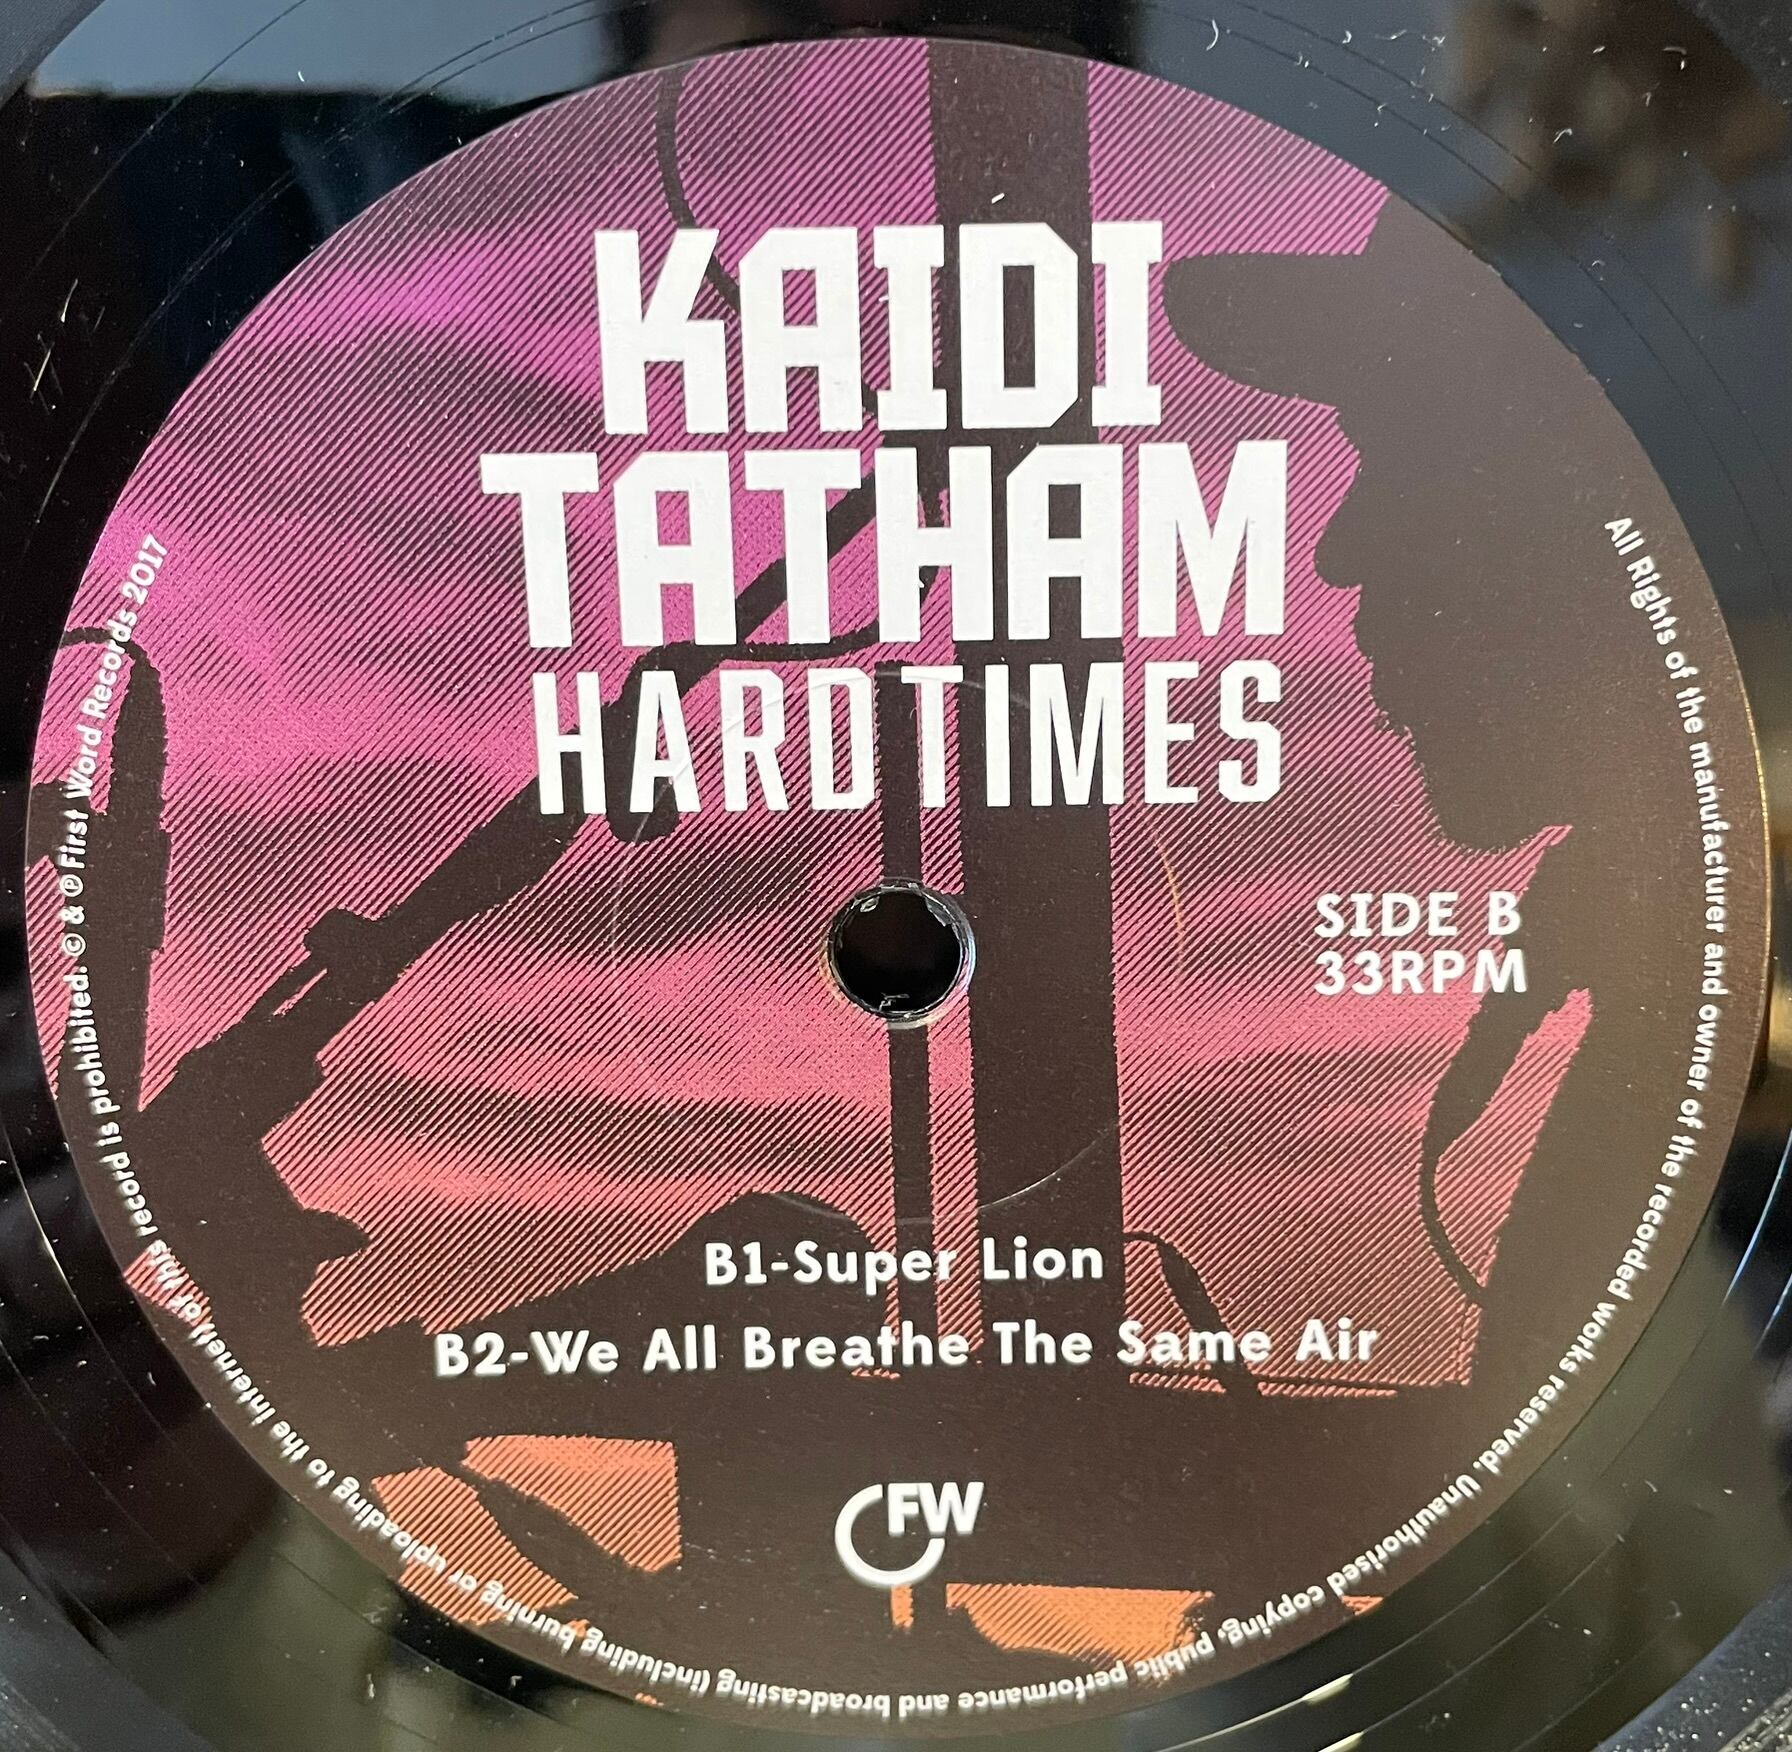 KAIDI
TATHAM
HARD TIMES
SIDE B
33RPM
B1-Super Lion
B2-We All Breathe The Same Air
FW
All Rights of the manufacturer and owner of the recorded works reserved. Unauthorised copying, public performance and broadcasting (including burning or uploading to the internet) of this record is prohibited. © & ℗ First Word Records 2017